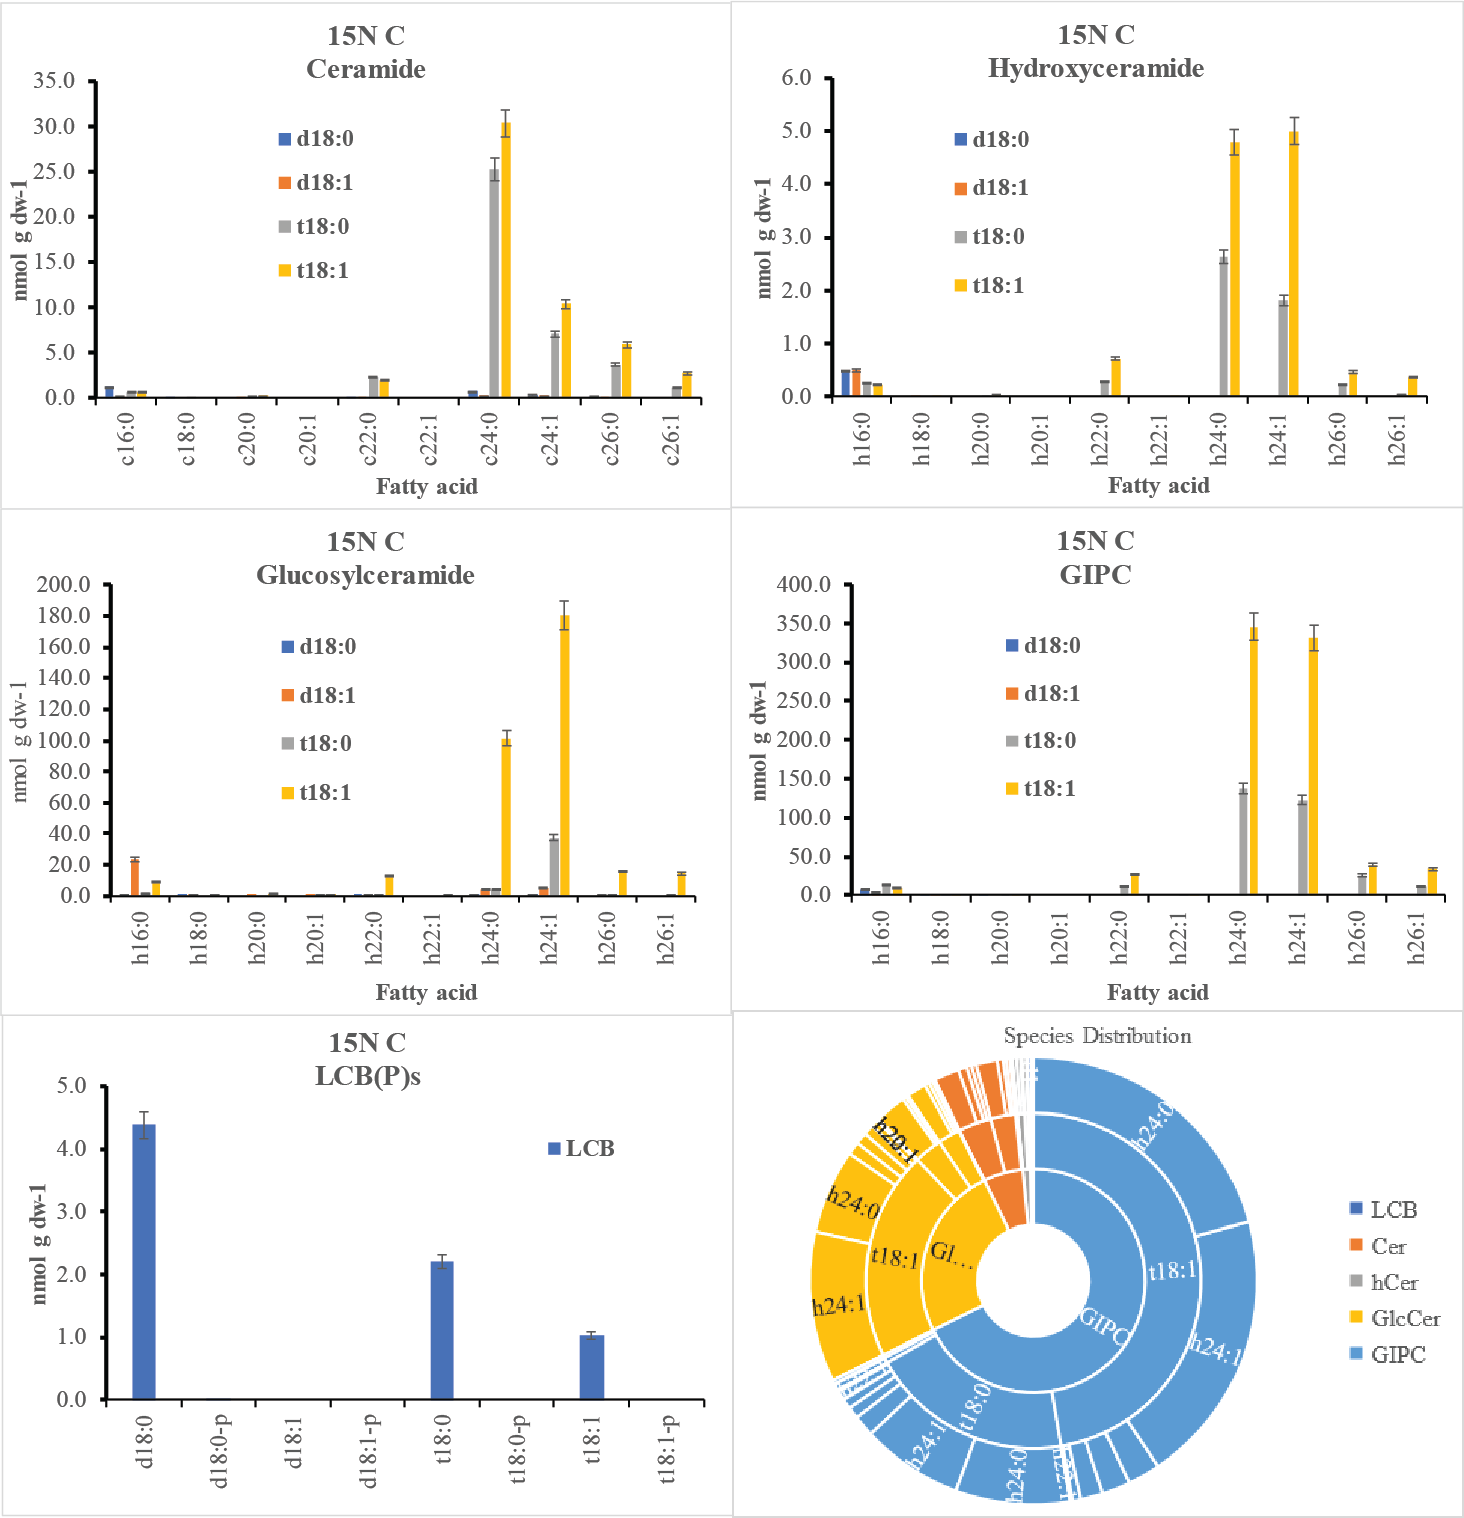 15N C
Ceramide
35.0
30.0
25.0
20.0
15.0
10.0
5.0
0.0
nmol g dw-1
d18:0
d18:1
t18:0
t18:1
c16:0
c18:0
c20:0
c20:1
c22:0
c22:1
c24:0
c24:1
c26:0
c26:1
Fatty acid
15N C
Hydroxyceramide
6.0
5.0
4.0
3.0
2.0
1.0
0.0
nmol g dw-1
d18:0
d18:1
t18:0
t18:1
h16:0
h18:0
h20:0
h20:1
h22:0
h22:1
h24:0
h24:1
h26:0
h26:1
Fatty acid
15N C
Glucosylceramide
200.0
180.0
160.0
140.0
120.0
100.0
80.0
60.0
40.0
20.0
0.0
nmol g dw-1
d18:0
d18:1
t18:0
t18:1
h16:0
h18:0
h20:0
h20:1
h22:0
h22:1
h24:0
h24:1
h26:0
h26:1
Fatty acid
15N C
GIPC
400.0
350.0
300.0
250.0
200.0
150.0
100.0
50.0
0.0
nmol g dw-1
d18:0
d18:1
t18:0
t18:1
h16:0
h18:0
h20:0
h20:1
h22:0
h22:1
h24:0
h24:1
h26:0
h26:1
Fatty acid
15N C
LCB(P)s
5.0
4.0
3.0
2.0
1.0
0.0
nmol g dw-1
LCB
d18:0
d18:0-p
d18:1
d18:1-p
t18:0
t18:0-p
t18:1
t18:1-p
Species Distribution
h24:0
t18:1
h24:1
GIPC
t18:0
h22:1
h24:0
h24:1
h24:1
h24:0
t18:1
Gl...
h20:1
LCB
Cer
hCer
GlcCer
GIPC